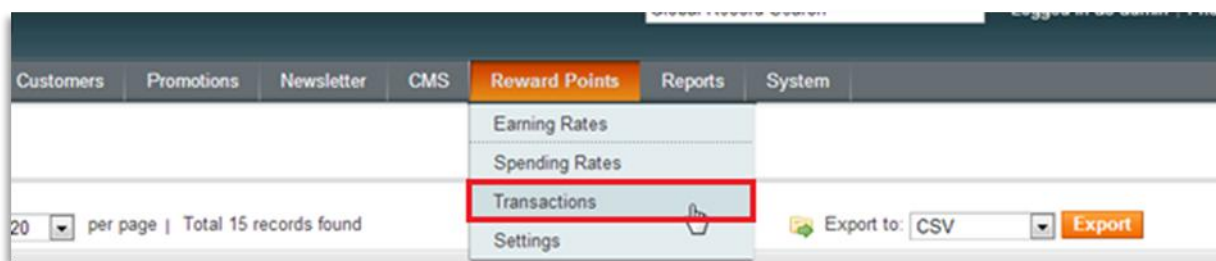 Customers Promotions Newsletter CMS Reward Points Reports System
Earning Rates
Spending Rates
Transactions
Settings
20 per page | Total 15 records found
Export to: CSV Export